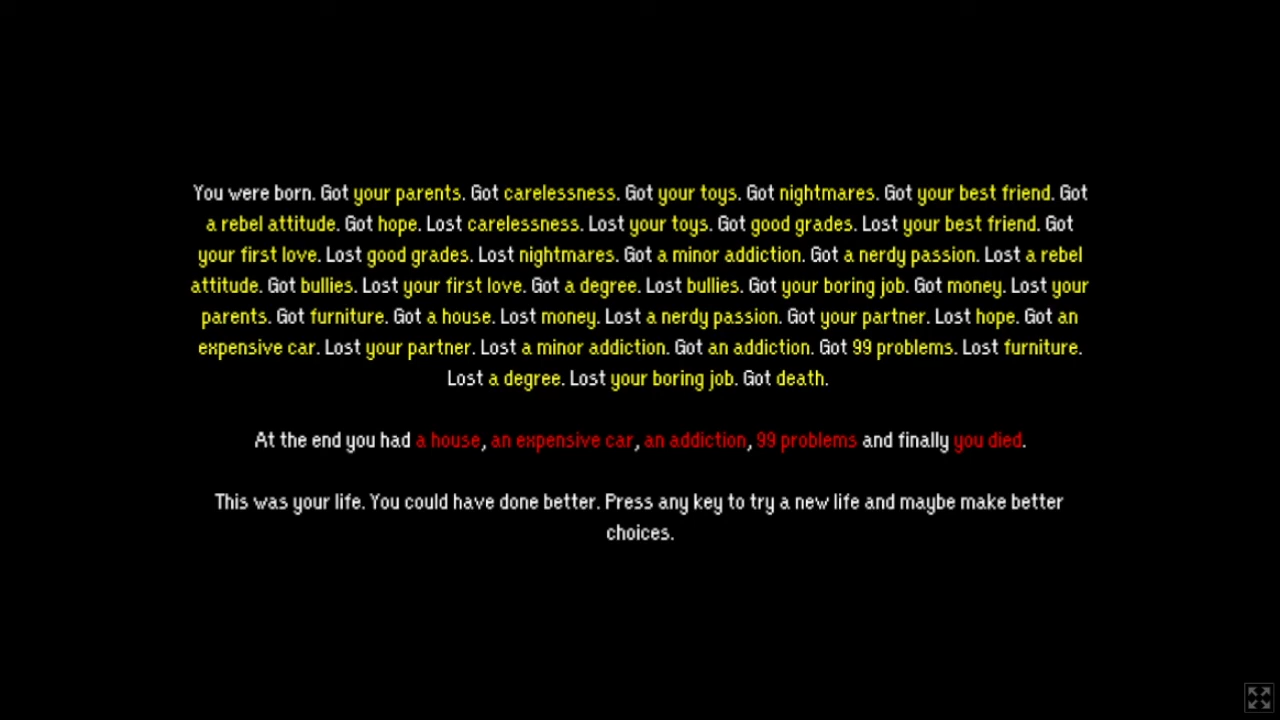 You were born. Got your parents. Got carelessness. Got your toys. Got nightmares. Got your best friend. Got
a rebel attitude. Got hope. Lost carelessness. Lost your toys. Got good grades. Lost your best friend. Got
your first love. Lost good grades. Lost nightmares. Got a minor addiction. Got a nerdy passion. Lost a rebel
attitude. Got bullies. Lost your first love. Got a degree. Lost bullies. Got your boring job. Got money. Lost your
parents. Got furniture. Got a house. Lost money. Lost a nerdy passion. Got your partner. Lost hope. Got an
expensive car. Lost your partner. Lost a minor addiction. Got an addiction. Got 99 problems. Lost furniture.
Lost a degree. Lost your boring job. Got death.
At the end you had a house, an expensive car, an addiction, 99 problems and finally you died.
This was your life. You could have done better. Press any key to try a new life and maybe make better
choices.